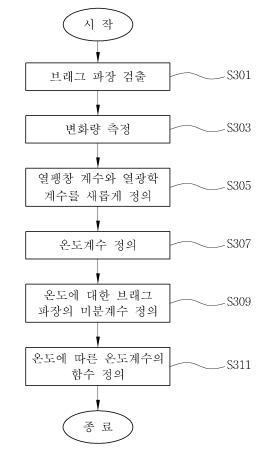 시 작
브래그 파장 검출
S301
변화량 측정
S303
열팽창 계수와 열광학
계수를 새롭게 정의
S305
온도계수 정의
S307
온도에 대한 브래그
파장의 미분계수 정의
S309
온도에 따른 온도계수의
함수 정의
S311
종 료